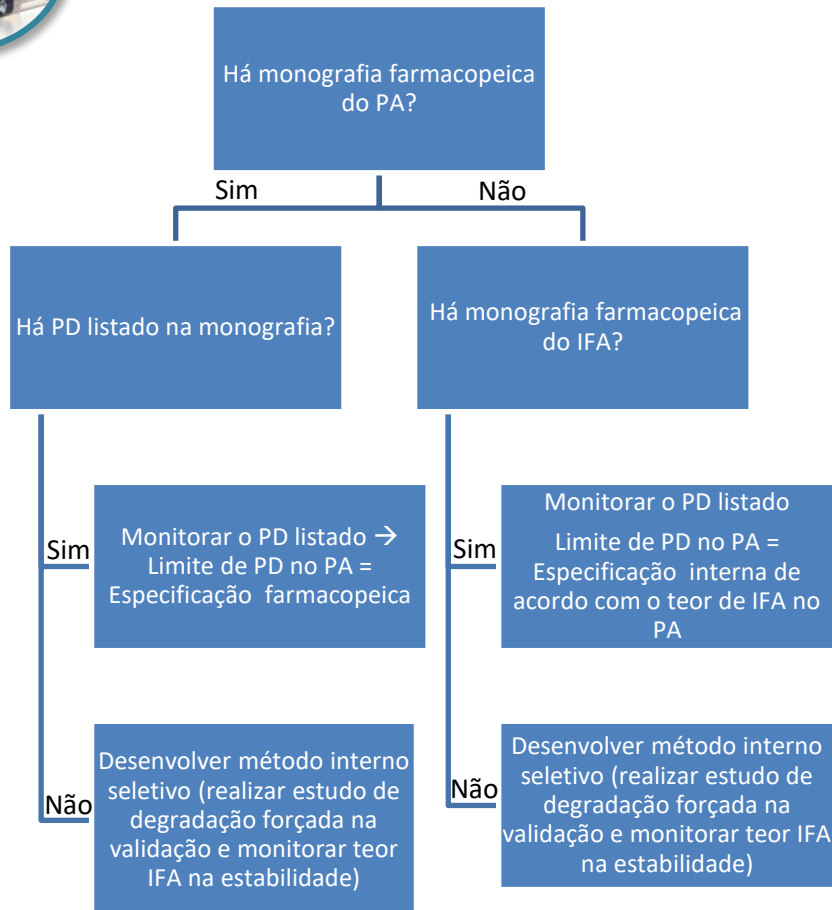 Há monografia farmacopeica
do PA?
Sim
Não
Há PD listado na monografia?
Há monografia farmacopeica
do IFA?
Sim
Monitorar o PD listado →
Limite de PD no PA =
Especificação farmacopeica
Sim
Monitorar o PD listado
Limite de PD no PA =
Especificação interna de
acordo com o teor de IFA no
PA
Não
Desenvolver método interno
seletivo (realizar estudo de
degradação forçada na
validação e monitorar teor
IFA na estabilidade)
Não
Desenvolver método interno
seletivo (realizar estudo de
degradação forçada na
validação e monitorar teor IFA
na estabilidade)